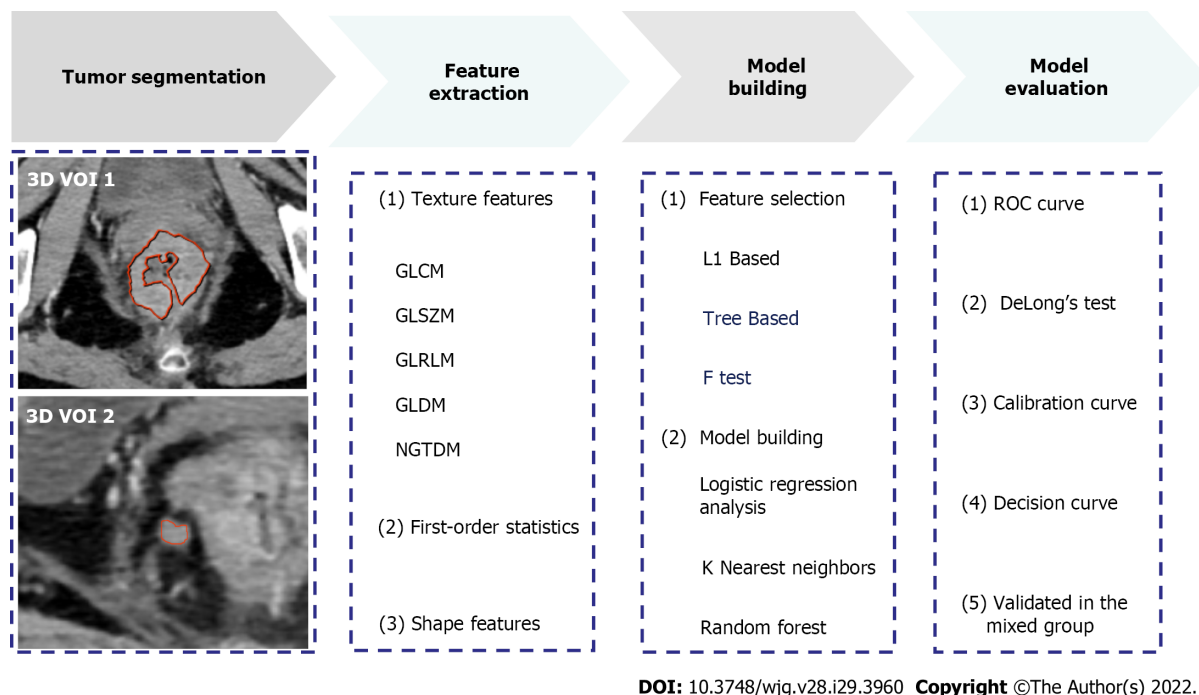 Tumor segmentation
Feature
extraction
Model
building
Model
evaluation
3D VOI 1
3D VOI 2
(1) Texture features
GLCM
GLSZM
GLRLM
GLDM
NGTDM
(2) First-order statistics
(3) Shape features
(1) Feature selection
L1 Based
Tree Based
F test
(2) Model building
Logistic regression
analysis
K Nearest neighbors
Random forest
(1) ROC curve
(2) DeLong's test
(3) Calibration curve
(4) Decision curve
(5) Validated in the
mixed group
DOI: 10.3748/wjg.v28.i29.3960 Copyright ©The Author(s) 2022.